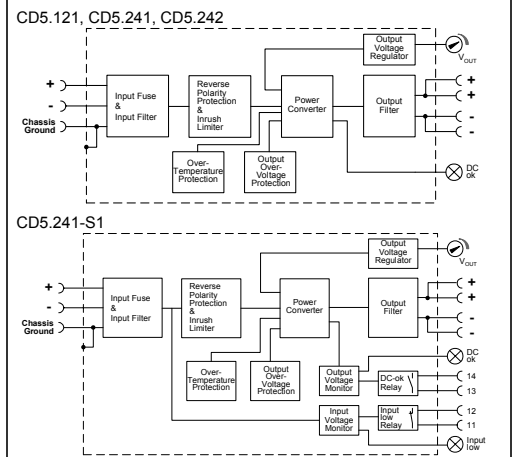 CD5.121, CD5.241, CD5.242
Output
Voltage
Regulator
VOUT
+
-
Chassis
Ground
Input Fuse
&
Input Filter
Reverse
Polarity
Protection
&
Inrush
Limiter
Power
Converter
Output
Filter
+
+
-
-
Over-
Temperature
Protection
Output
Over-
Voltage
Protection
DC
ok
CD5.241-S1
Output
Voltage
Regulator
VOUT
+
-
Chassis
Ground
Input Fuse
&
Input Filter
Reverse
Polarity
Protection
&
Inrush
Limiter
Power
Converter
Output
Filter
+
+
-
-
Over-
Temperature
Protection
Output
Over-
Voltage
Protection
Output
Voltage
Monitor
DC
ok
DC-ok
Relay
14
13
Input
Voltage
Monitor
Input
low
Relay
12
11
Input
low